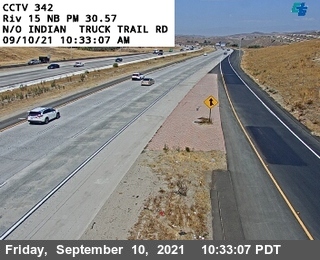 CCTV 342
Riv 15 NB PM 30.57
N/O INDIAN TRUCK TRAIL RD
09/10/21 10:33:07 AM
Friday, September 10, 2021 10:33:07 PDT